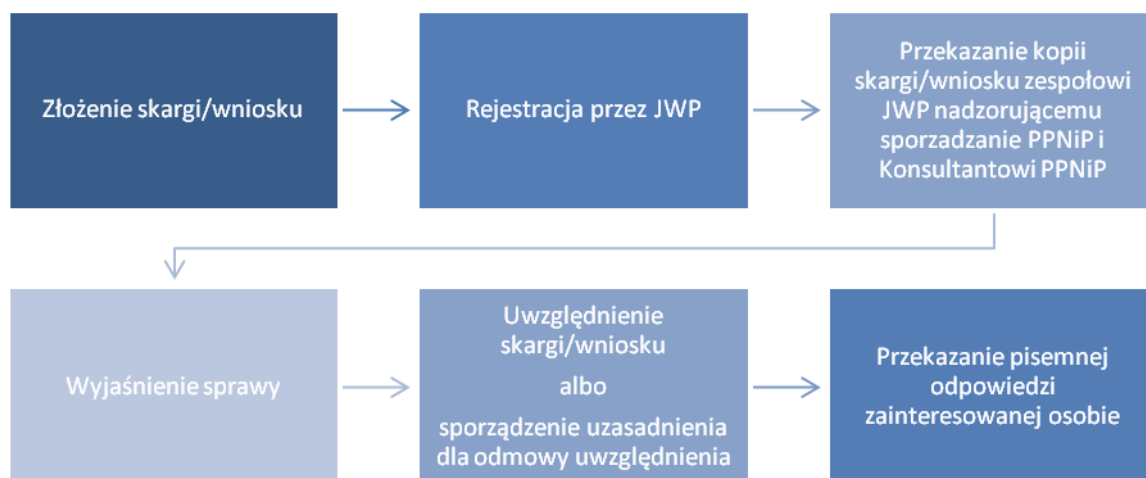 Złożenie skargi/wniosku
Rejestracja przez JWP
Przekazanie kopii
skargi/wniosku zespołowi
JWP nadzorującemu
sporzadzanie PPNiP i
Konsultantowi PPNiP
Wyjaśnienie sprawy
Uwzględnienie
skargi/wniosku
albo
sporządzenie uzasadnienia
dla odmowy uwzględnienia
Przekazanie pisemnej
odpowiedzi
zainteresowanej osobie